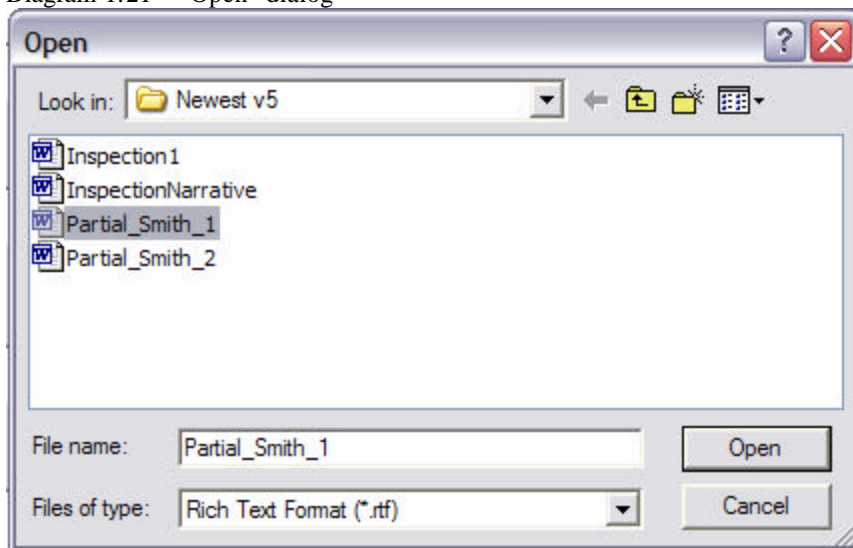 Diagram 1.21 "Open" dialog
Open
Look in: Newest v5
Inspection1
InspectionNarrative
Partial_Smith_1
Partial_Smith_2
File name: Partial_Smith_1 Open
Files of type: Rich Text Format (*.rtf) Cancel